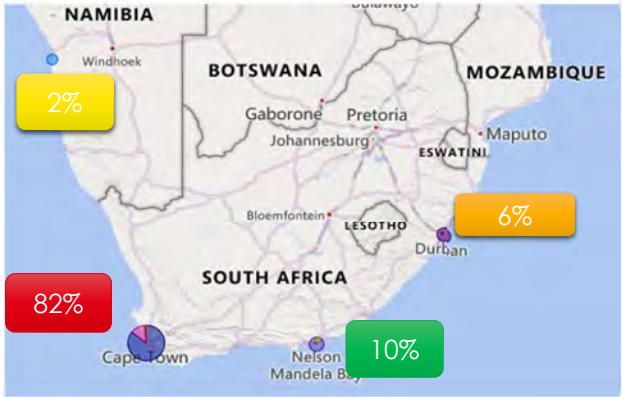 Bulawayo
NAMIBIA
Windhoek
BOTSWANA
MOZAMBIQUE
2%
Gaborone
Pretoria
Johannesburg
Maputo
ESWATINI
6%
Bloemfontein
LESOTHO
Durban
SOUTH AFRICA
82%
Cape Town
10%
Nelson
Mandela Bay